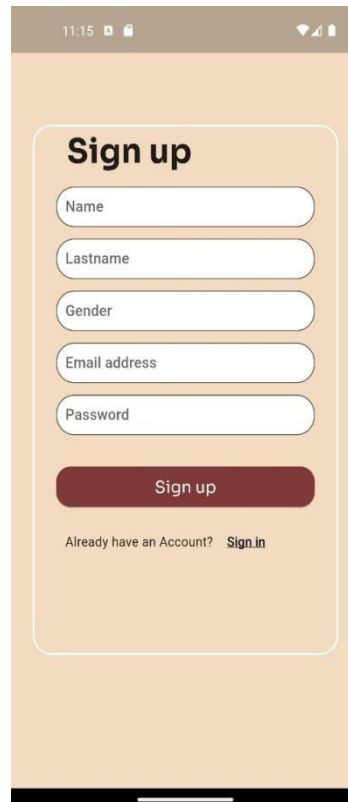 11:15
Sign up
Name
Lastname
Gender
Email address
Password
Sign up
Already have an Account? Sign in